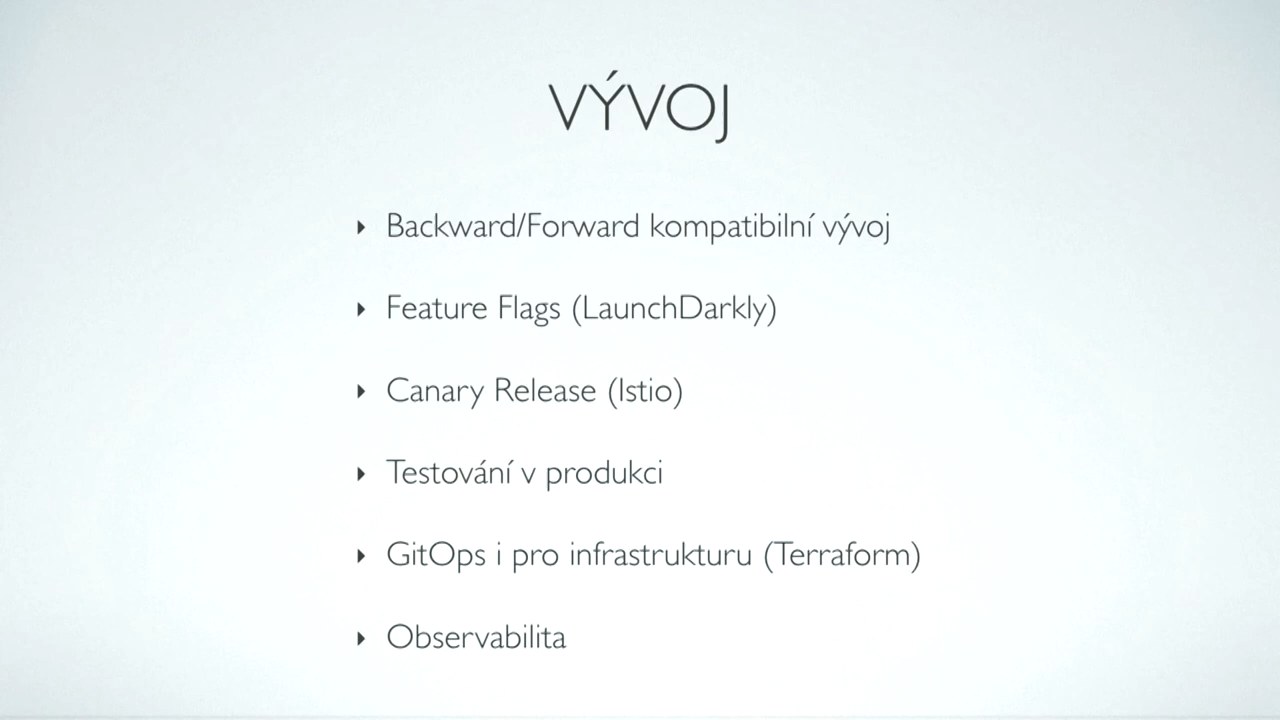 VÝVOJ
Backward/Forward kompatibilní vývoj
Feature Flags (LaunchDarkly)
Canary Release (Istio)
Testování v produkci
GitOps i pro infrastrukturu (Terraform)
Observabilita